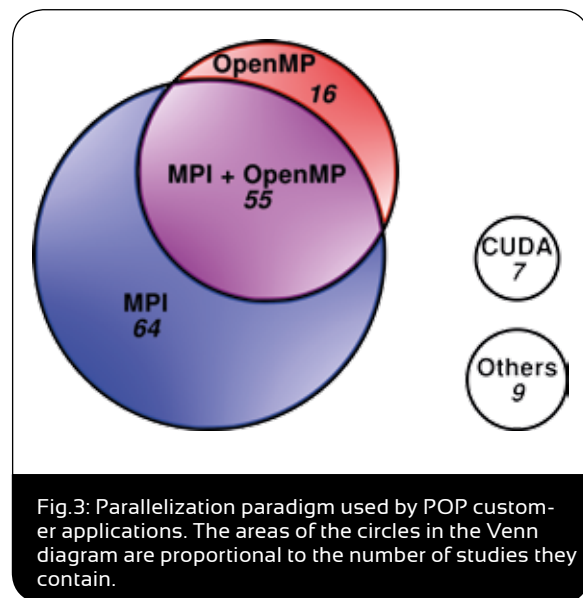 OpenMP
16
MPI + OpenMP
55
MPI
64
CUDA
7
Others
9
Fig.3: Parallelization paradigm used by POP custom-
er applications. The areas of the circles in the Venn
diagram are proportional to the number of studies they
contain.